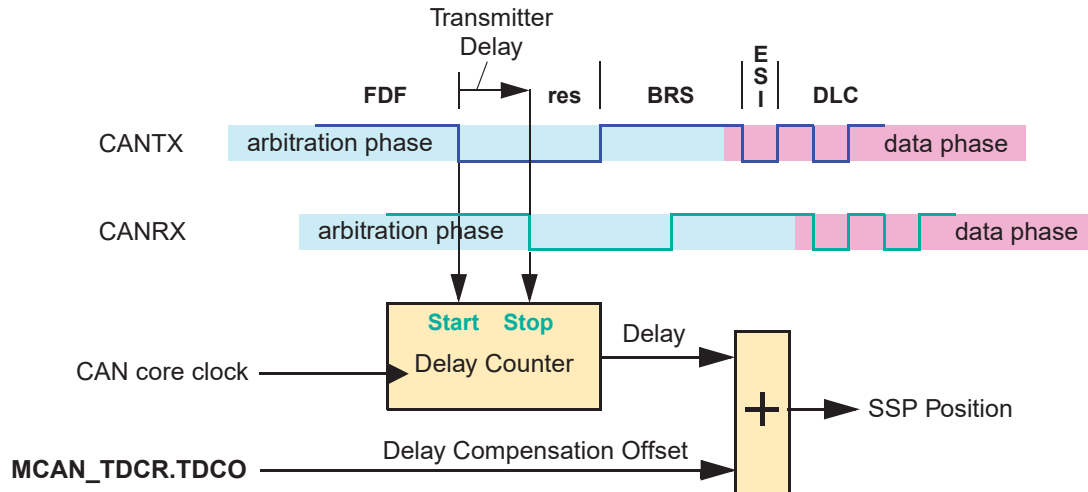 Transmitter
Delay
FDF
res
BRS
E
S
I
DLC
CANTX
arbitration phase
data phase
CANRX
arbitration phase
data phase
Start
Stop
Delay Counter
Delay
CAN core clock
+
SSP Position
Delay Compensation Offset
MCAN_TDCR.TDCO